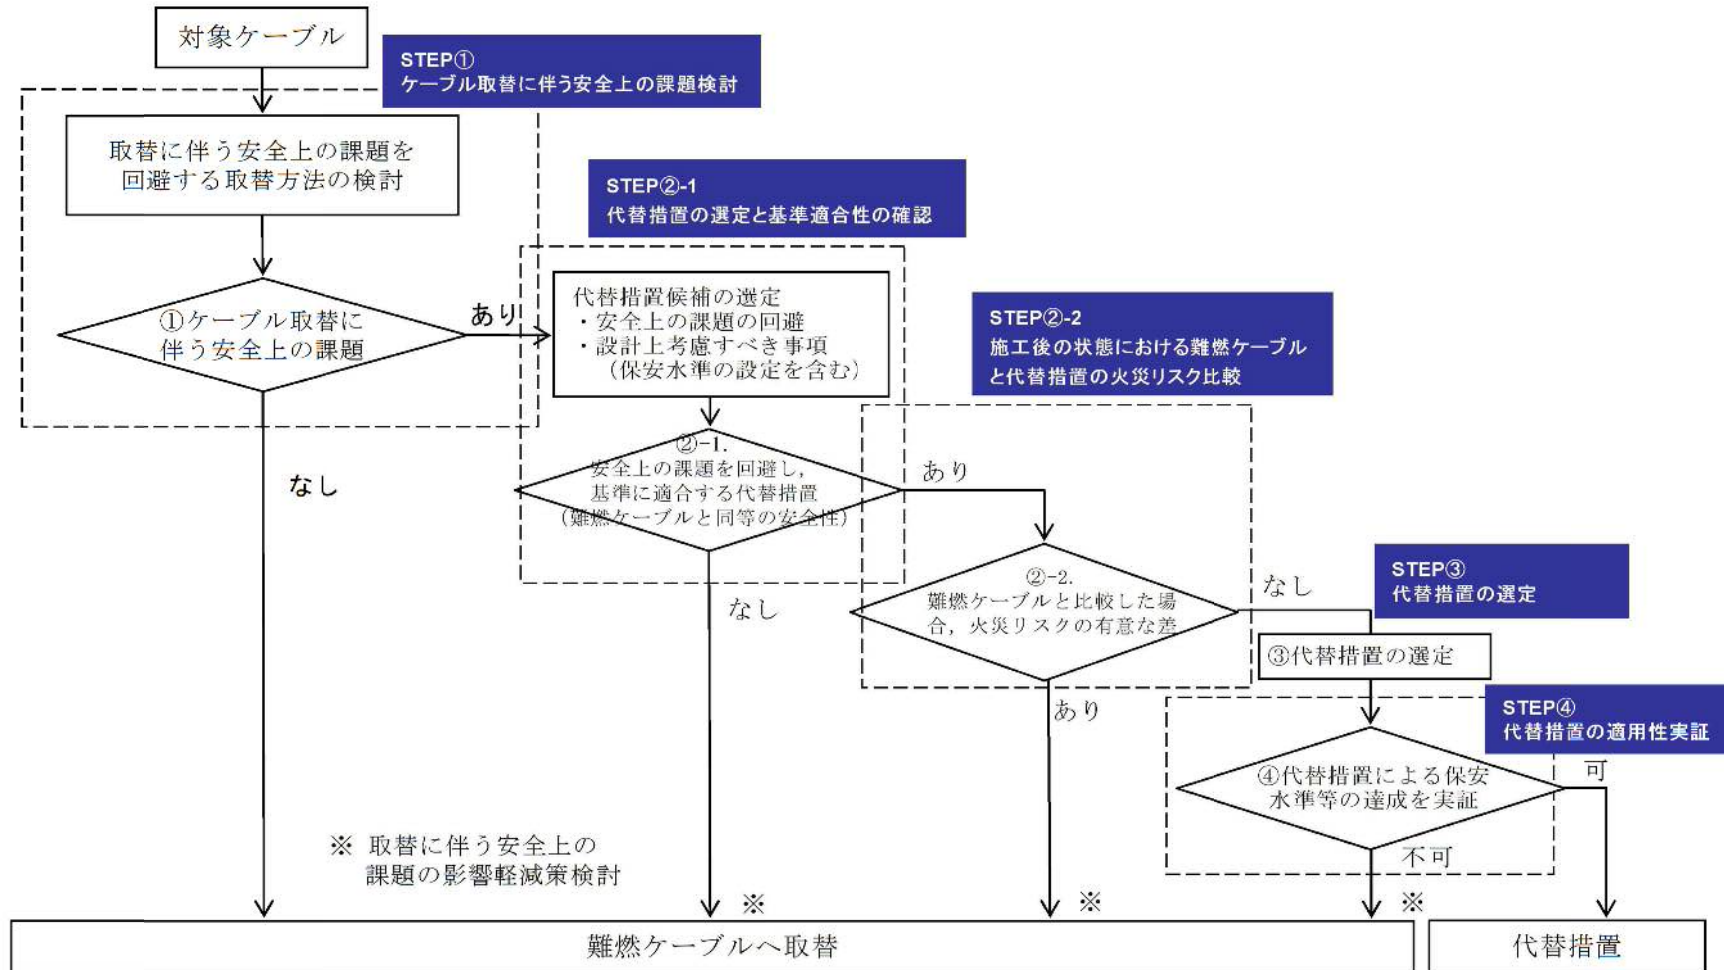 対象ケーブル
STEP①
ケーブル取替に伴う安全上の課題検討
取替に伴う安全上の課題を
回避する取替方法の検討
①ケーブル取替に
伴う安全上の課題
あり
なし
STEP②-1
代替措置の選定と基準適合性の確認
代替措置候補の選定
・安全上の課題の回避
・設計上考慮すべき事項
（保安水準の設定を含む）
②-1.
安全上の課題を回避し，
基準に適合する代替措置
（難燃ケーブルと同等の安全性）
あり
なし
STEP②-2
施工後の状態における難燃ケーブル
と代替措置の火災リスク比較
②-2.
難燃ケーブルと比較した場
合，火災リスクの有意な差
なし
あり
STEP③
代替措置の選定
③代替措置の選定
STEP④
代替措置の適用性実証
④代替措置による保安
水準等の達成を実証
可
不可
※ 取替に伴う安全上の
課題の影響軽減策検討
※
※
※
難燃ケーブルへ取替
代替措置